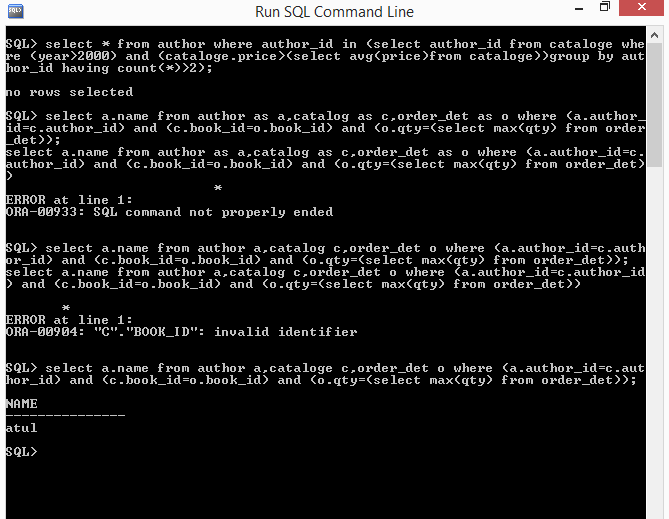 Run SQL Command Line
SQL> select * from author where author_id in (select author_id from cataloge whe
re (year>2000) and (cataloge.price>(select avg(price)from cataloge))group by aut
hor_id having count(*)>2);
no rows selected
SQL> select a.name from author as a,catalog as c,order_det as o where (a.author_
id=c.author_id) and (c.book_id=o.book_id) and (o.qty=(select max(qty) from order
_det));
select a.name from author as a,catalog as c,order_det as o where (a.author_id=c.
author_id) and (c.book_id=o.book_id) and (o.qty=(select max(qty) from order_det)
)
*
ERROR at line 1:
ORA-00933: SQL command not properly ended
SQL> select a.name from author a,catalog c,order_det o where (a.author_id=c.auth
or_id) and (c.book_id=o.book_id) and (o.qty=(select max(qty) from order_det));
select a.name from author a,catalog c,order_det o where (a.author_id=c.author_id
) and (c.book_id=o.book_id) and (o.qty=(select max(qty) from order_det))
*
ERROR at line 1:
ORA-00904: "C"."BOOK_ID": invalid identifier
SQL> select a.name from author a,cataloge c,order_det o where (a.author_id=c.aut
hor_id) and (c.book_id=o.book_id) and (o.qty=(select max(qty) from order_det));
NAME
---------------
atul
SQL>